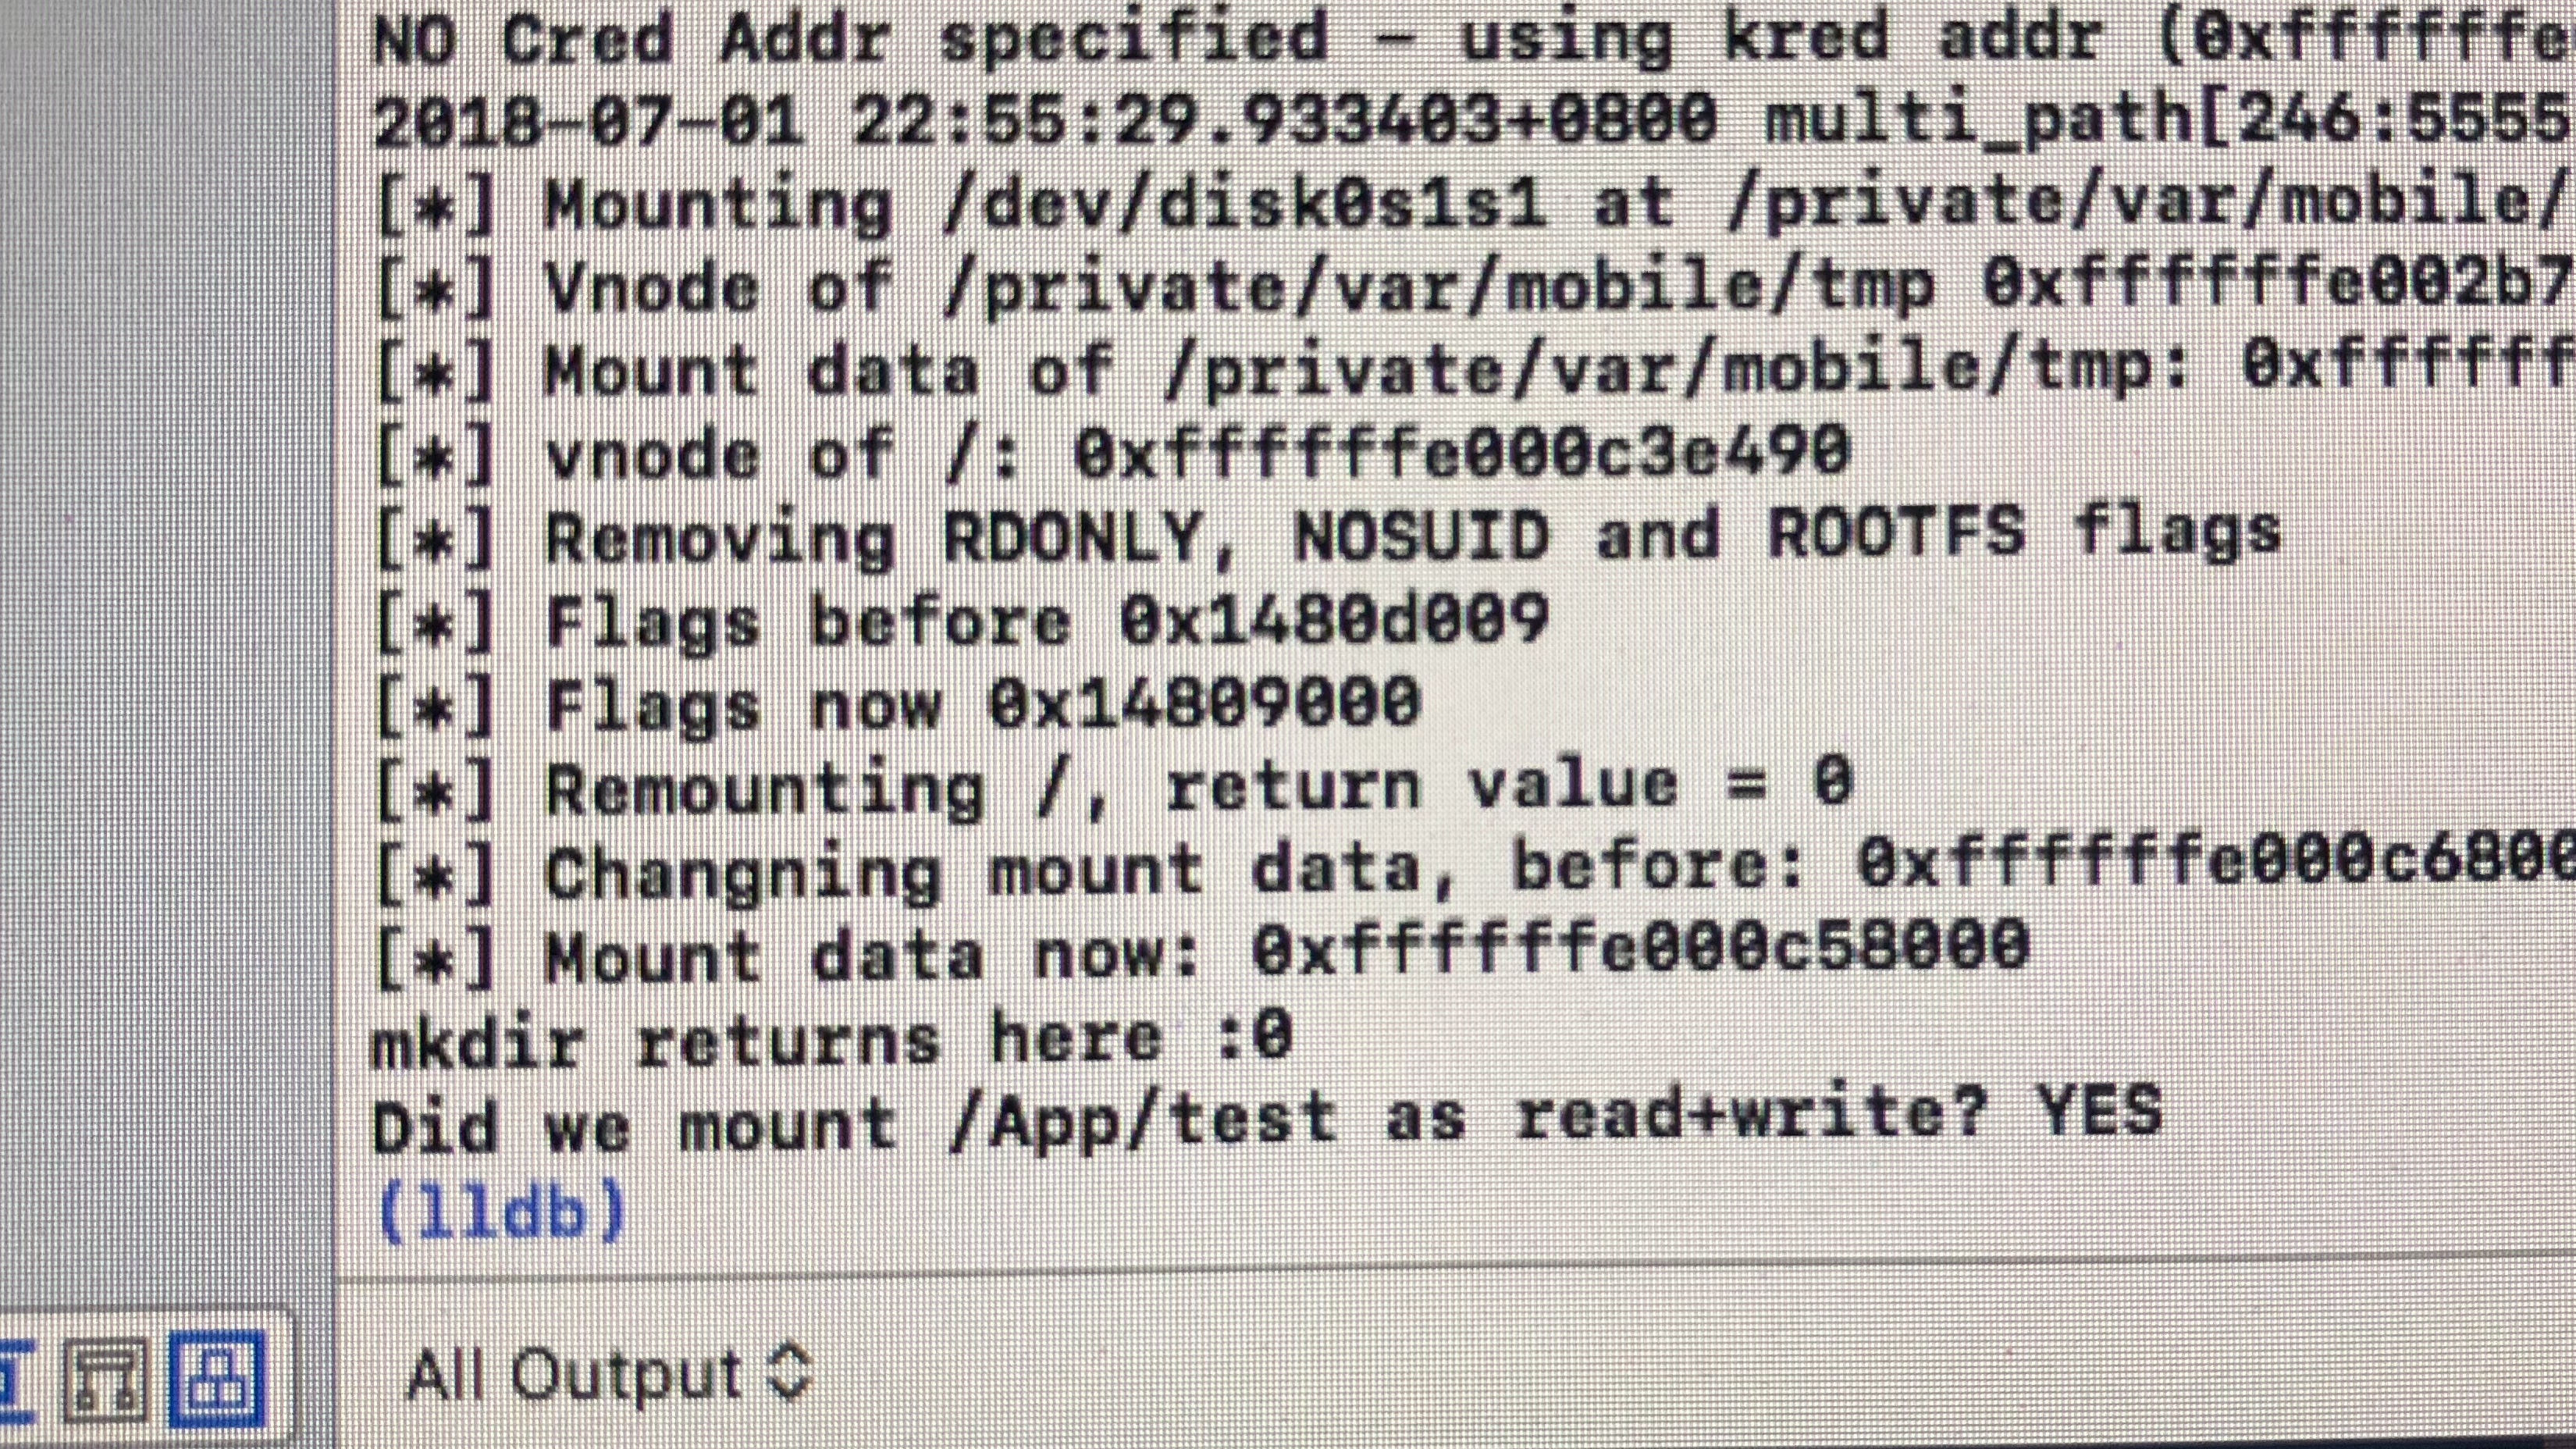 NO Cred Addr specified - using kred addr (0xffffffe
2018-07-01 22:55:29.933403+0800 multi_path[246:5555
[*] Mounting /dev/disk0s1s1 at /private/var/mobile/
[*] Vnode of /private/var/mobile/tmp 0xffffffe002b7
[*] Mount data of /private/var/mobile/tmp: 0xffffff
[*] vnode of /: 0xffffffe000c3e490
[*] Removing RDONLY, NOSUID and ROOTFS flags
[*] Flags before 0x1480d009
[*] Flags now 0x14809000
[*] Remounting /, return value = 0
[*] Changning mount data, before: 0xffffffe000c6800
[*] Mount data now: 0xffffffe000c58000
mkdir returns here :0
Did we mount /App/test as read+write? YES
(lldb)
All Output